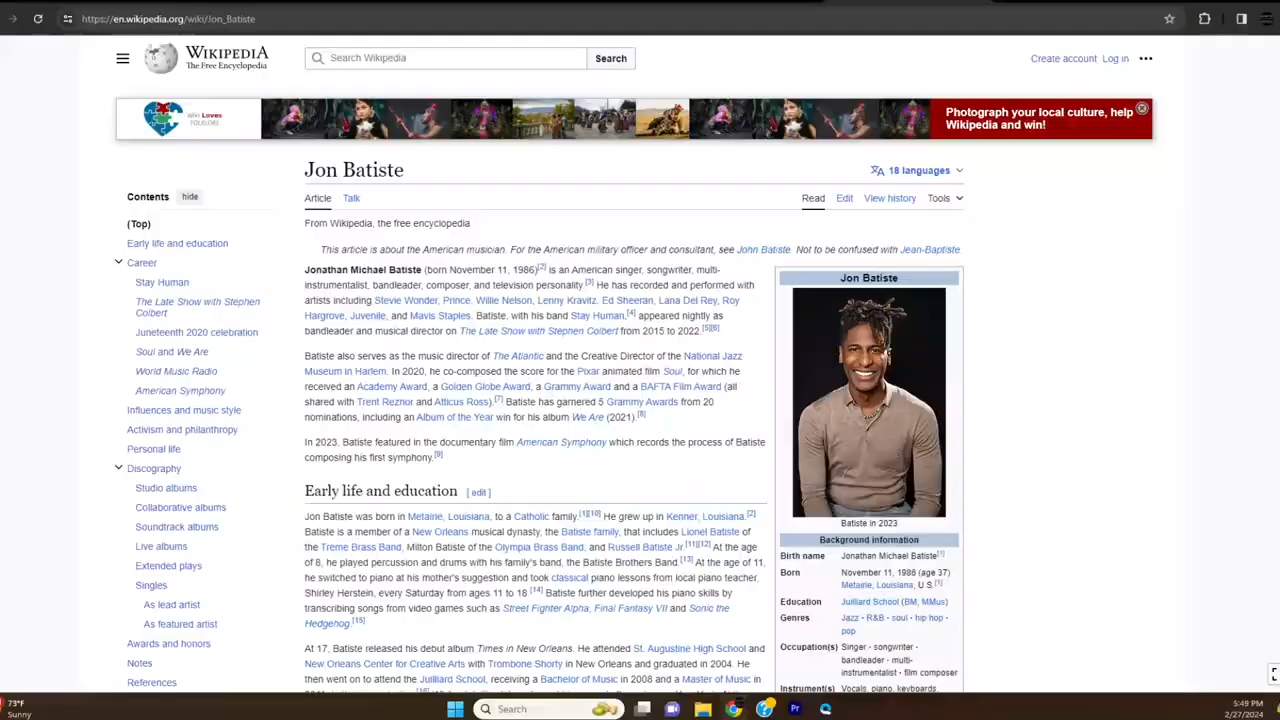 https://en.wikipedia.org/wiki/Jon_Batiste
WIKIPEDIA
The Free Encyclopedia
Search Wikipedia
Search
Create account Log in
Wiki Loves
FOLKLORE
Photograph your local culture, help
Wikipedia and win!
Jon Batiste
18 languages
Contents hide
Article Talk
Read Edit View history Tools
From Wikipedia, the free encyclopedia
This article is about the American musician. For the American military officer and consultant, see John Batiste. Not to be confused with Jean-Baptiste.
(Top)
Early life and education
Career
Stay Human
The Late Show with Stephen
Colbert
Juneteenth 2020 celebration
Soul and We Are
World Music Radio
American Symphony
Influences and music style
Activism and philanthropy
Personal life
Discography
Studio albums
Collaborative albums
Soundtrack albums
Live albums
Extended plays
Singles
As lead artist
As featured artist
Awards and honors
Notes
References
Jonathan Michael Batiste (born November 11, 1986)[2] is an American singer, songwriter, multi-
instrumentalist, bandleader, composer, and television personality.[3] He has recorded and performed with
artists including Stevie Wonder, Prince, Willie Nelson, Lenny Kravitz, Ed Sheeran, Lana Del Rey, Roy
Hargrove, Juvenile, and Mavis Staples. Batiste, with his band Stay Human,[4] appeared nightly as
bandleader and musical director on The Late Show with Stephen Colbert from 2015 to 2022.[5][6]
Batiste also serves as the music director of The Atlantic and the Creative Director of the National Jazz
Museum in Harlem. In 2020, he co-composed the score for the Pixar animated film Soul, for which he
received an Academy Award, a Golden Globe Award, a Grammy Award and a BAFTA Film Award (all
shared with Trent Reznor and Atticus Ross).[7] Batiste has garnered 5 Grammy Awards from 20
nominations, including an Album of the Year win for his album We Are (2021).[8]
In 2023, Batiste featured in the documentary film American Symphony which records the process of Batiste
composing his first symphony.[9]
Early life and education [ edit ]
Jon Batiste was born in Metairie, Louisiana, to a Catholic family.[1][10] He grew up in Kenner, Louisiana.[2]
Batiste is a member of a New Orleans musical dynasty, the Batiste family, that includes Lionel Batiste of
the Treme Brass Band, Milton Batiste of the Olympia Brass Band, and Russell Batiste Jr.[11][12] At the age
of 8, he played percussion and drums with his family's band, the Batiste Brothers Band.[13] At the age of 11,
he switched to piano at his mother's suggestion and took classical piano lessons from local piano teacher,
Shirley Herstein, every Saturday from ages 11 to 18.[14] Batiste further developed his piano skills by
transcribing songs from video games such as Street Fighter Alpha, Final Fantasy VII and Sonic the
Hedgehog.[15]
At 17, Batiste released his debut album Times in New Orleans. He attended St. Augustine High School and
New Orleans Center for Creative Arts with Trombone Shorty in New Orleans and graduated in 2004. He
then went on to attend the Juilliard School, receiving a Bachelor of Music in 2008 and a Master of Music in
Jon Batiste
Batiste in 2023
Background information
Birth name Jonathan Michael Batiste[1]
Born November 11, 1986 (age 37)
Metairie, Louisiana, U.S.[1]
Education Juilliard School (BM, MMus)
Genres Jazz · R&B · soul · hip hop ·
pop
Occupation(s) Singer · songwriter ·
bandleader · multi-
instrumentalist · film composer
Instrument(s) Vocals, piano, keyboards,
73°F
Sunny
Search
Pr
5:49 PM
2/27/2024